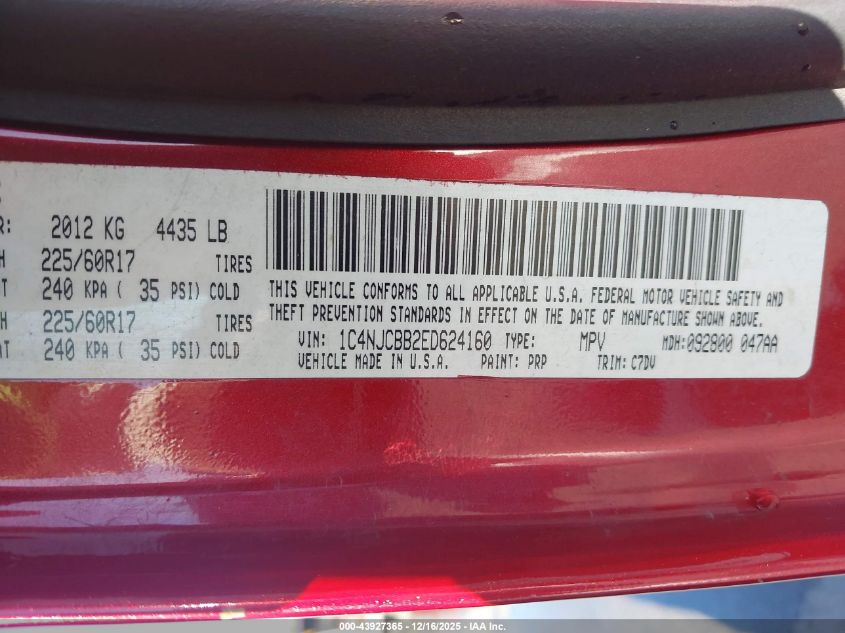 R: 2012 KG 4435 LB
H 225/60R17 TIRES
T 240 KPA ( 35 PSI) COLD
H 225/60R17 TIRES
AT 240 KPA ( 35 PSI) COLD
THIS VEHICLE CONFORMS TO ALL APPLICABLE U.S.A. FEDERAL MOTOR VEHICLE SAFETY AND
THEFT PREVENTION STANDARDS IN EFFECT ON THE DATE OF MANUFACTURE SHOWN ABOVE.
VIN: 1C4NJCBB2ED624160 TYPE: MPV MDH: 092800 047AA
VEHICLE MADE IN U.S.A. PAINT: PRP TRIM: C7DV
000-43927365 - 12/16/2025 - IAA Inc.